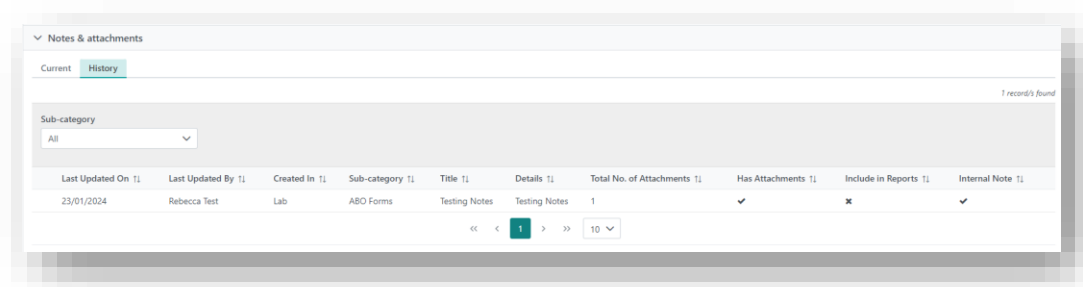 Notes & attachments
Current History
1 record/s found
Sub-category
All
Last Updated On Last Updated By Created In Sub-category Title Details Total No. of Attachments Has Attachments Include in Reports Internal Note
23/01/2024 Rebecca Test Lab ABO Forms Testing Notes Testing Notes 1
<< < 1 > >> 10